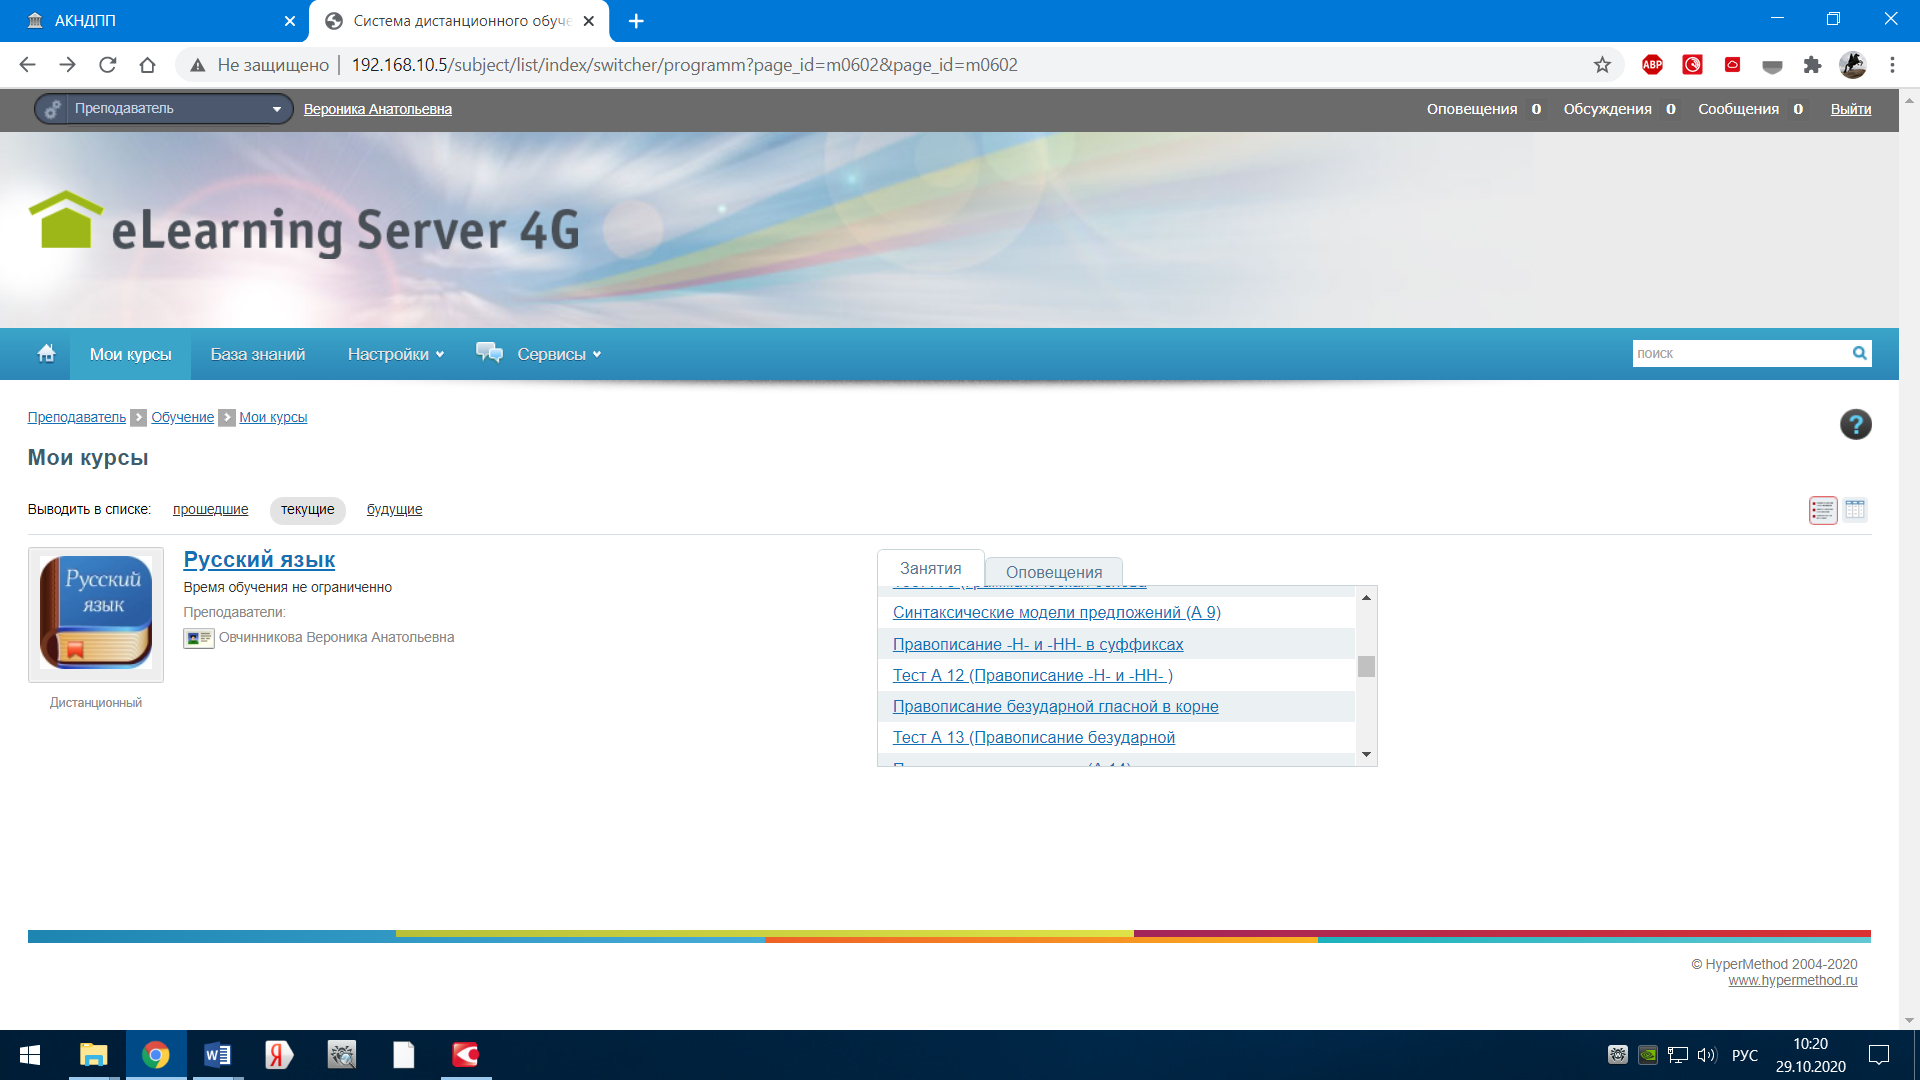 АКНДПП
Система дистанционного обуче
Не защищено
192.168.10.5/subject/list/index/switcher/programm?page_id=m0602&page_id=m0602
ABP
Преподаватель
Вероника Анатольевна
Оповещения 0 Обсуждения 0 Сообщения 0 Выйти
eLearning Server 4G
Мои курсы База знаний Настройки Сервисы
поиск
Преподаватель Обучение Мои курсы
?
Мои курсы
Выводить в списке: прошедшие текущие будущие
Русский
язык
Дистанционный
Русский язык
Время обучения не ограниченно
Преподаватели:
Овчинникова Вероника Анатольевна
Занятия
Оповещения
Синтаксические модели предложений (А 9)
Правописание -Н- и -НН- в суффиксах
Тест А 12 (Правописание -Н- и -НН- )
Правописание безударной гласной в корне
Тест А 13 (Правописание безударной
© HyperMethod 2004-2020
www.hypermethod.ru
РУС
10:20
29.10.2020